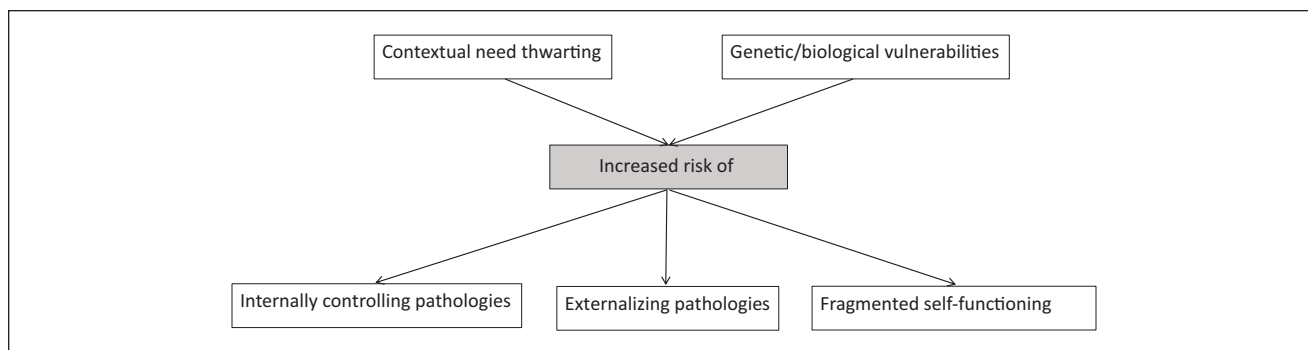 Contextual need thwarting
Genetic/biological vulnerabilities
Increased risk of
Internally controlling pathologies
Externalizing pathologies
Fragmented self-functioning